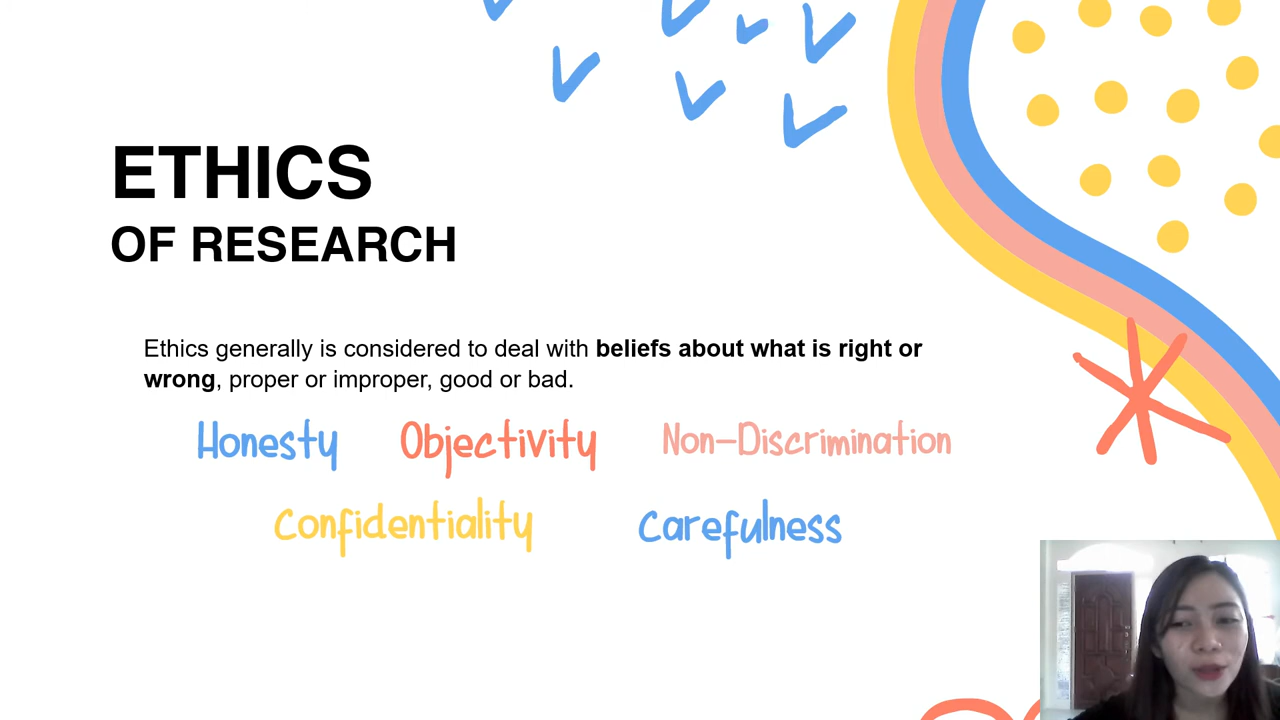 ETHICS
OF RESEARCH
Ethics generally is considered to deal with beliefs about what is right or
wrong, proper or improper, good or bad.
Honesty Objectivity Non-Discrimination
Confidentiality Carefulness